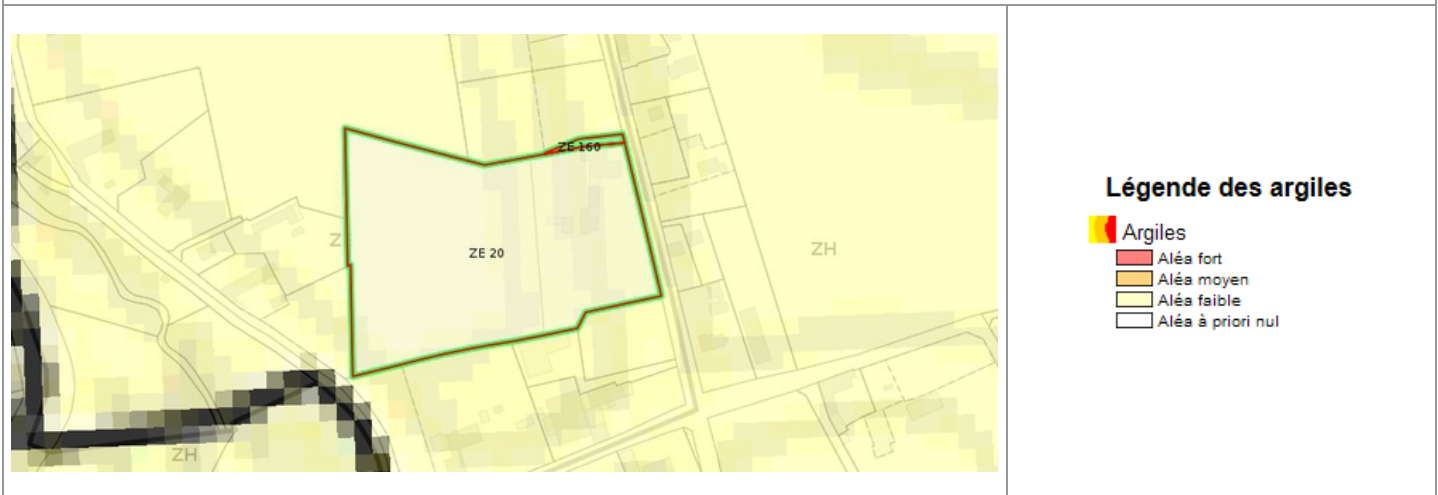 ZE 160
Z
ZE 20
ZH
ZH
Légende des argiles
Argiles
Aléa fort
Aléa moyen
Aléa faible
Aléa à priori nul